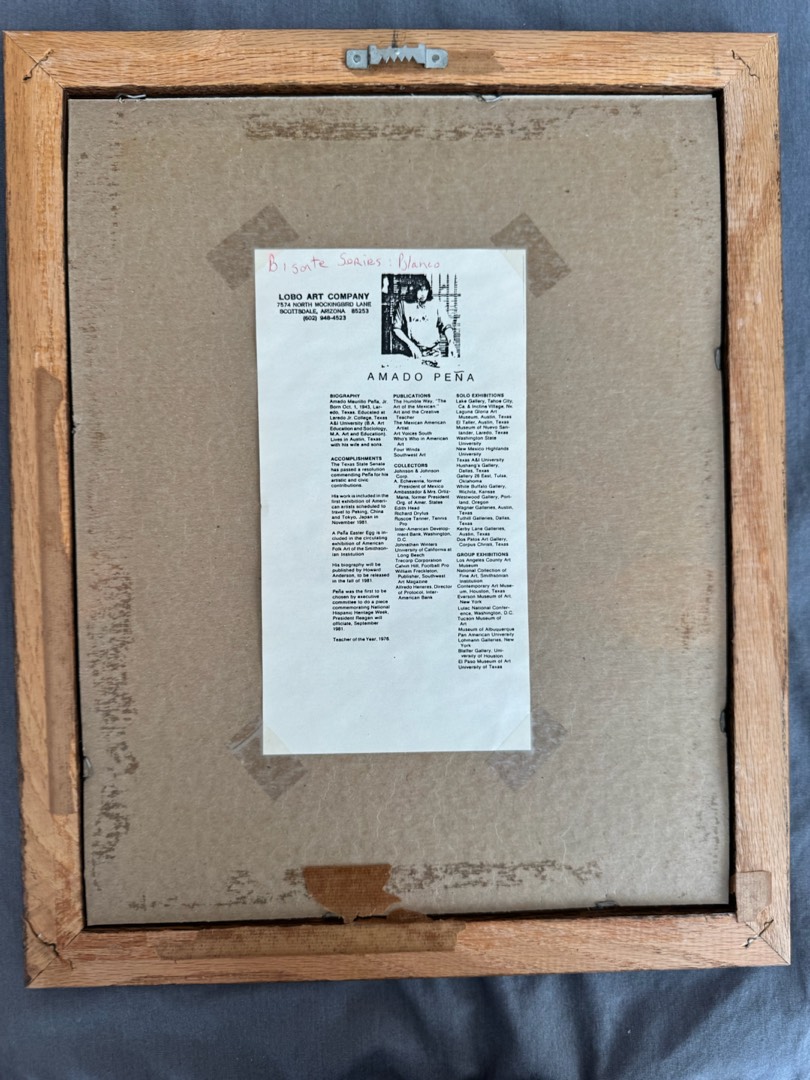 Bisonte Series: Blanco
LOBO ART COMPANY
7574 NORTH MOCKINGBIRD LANE
SCOTTSDALE, ARIZONA 85253
(602) 948-4523
AMADO PEÑA
BIOGRAPHY
Amado Maurilio Peña, Jr.
Born Oct. 1, 1943, Lar-
edo, Texas. Educated at
Laredo Jr. College, Texas
A&I University (B.A. Art
Education and Sociology,
M.A. Art and Education).
Lives in Austin, Texas
with his wife and sons.
ACCOMPLISHMENTS
The Texas State Senate
has passed a resolution
commending Peña for his
artistic and civic
contributions.
His work is included in the
first exhibition of Ameri-
can artists scheduled to
travel to Peking, China
and Tokyo, Japan in
November 1981.
A Peña Easter Egg is in-
cluded in the circulating
exhibition of American
Folk Art of the Smithson-
ian Institution
His biography will be
published by Howard
Anderson, to be released
in the fall of 1981.
Peña was the first to be
chosen by executive
committee to do a piece
commemorating National
Hispanic Heritage Week,
President Reagan will
officiate, September
1981.
Teacher of the Year, 1978.
PUBLICATIONS
The Humble Way, "The
Art of the Mexican"
Art and the Creative
Teacher
The Mexican American
Artist
Art Voices South
Who's Who in American
Art
Four Winds
Southwest Art
COLLECTORS
Johnson & Johnson
Corp.
A. Echeverria, former
President of Mexico
Ambassador & Mrs. Ortiz-
Mena, former President
Org. of Amer. States
Edith Head
Richard Dryfus
Roscoe Tanner, Tennis
Pro
Inter-American Develop-
ment Bank, Washington,
D.C.
Johnathan Winters
University of California at
Long Beach
Trecorp Corporation
Calvin Hill, Football Pro
William Freckleton,
Publisher, Southwest
Art Magazine
Alfredo Henares, Director
of Protocol, Inter-
American Bank
SOLO EXHIBITIONS
Lake Gallery, Tahoe City,
Ca. & Incline Village, Nv.
Laguna Gloria Art
Museum, Austin, Texas
El Taller, Austin, Texas
Museum of Nuevo San-
tander, Laredo, Texas
Washington State
University
New Mexico Highlands
University
Texas A&I University
Husheng's Gallery,
Dallas, Texas
Gallery 26 East, Tulsa,
Oklahoma
White Buffalo Gallery,
Wichita, Kansas
Westwood Gallery, Port-
land, Oregon
Wagner Galleries, Austin,
Texas
Tuthill Galleries, Dallas,
Texas
Kerby Lane Galleries,
Austin, Texas
Dos Patos Art Gallery,
Corpus Christi, Texas
GROUP EXHIBITIONS
Los Angeles County Art
Museum
National Collection of
Fine Art, Smithsonian
Institution
Contemporary Art Muse-
um, Houston, Texas
Everson Museum of Art,
New York
Lulac National Confer-
ence, Washington, D.C.
Tucson Museum of
Art
Museum of Albuquerque
Pan American University
Lohmann Galleries, New
York
Blaffer Gallery, Uni-
versity of Houston
El Paso Museum of Art
University of Texas